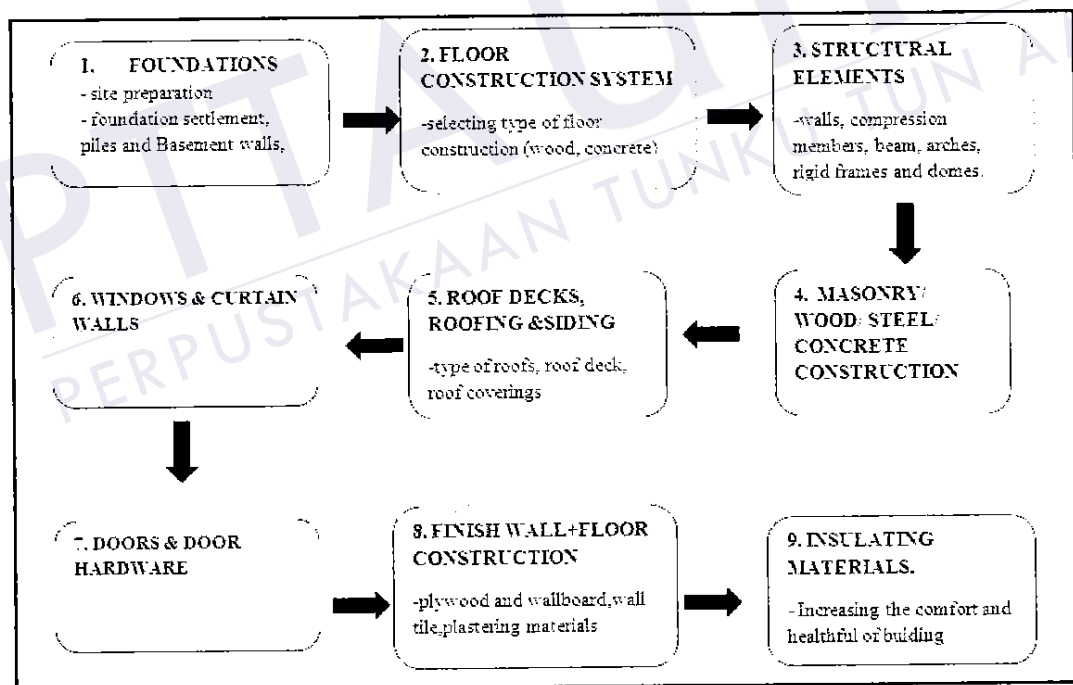 1. FOUNDATIONS
- site preparation
- foundation settlement,
piles and Basement walls,
2. FLOOR
CONSTRUCTION SYSTEM
-selecting type of floor
construction (wood, concrete)
3. STRUCTURAL
ELEMENTS
-walls, compression
members, beam, arches,
rigid frames and domes.
4. MASONRY/
WOOD/ STEEL/
CONCRETE
CONSTRUCTION
5. ROOF DECKS,
ROOFING &SIDING
-type of roofs, roof deck,
roof coverings
6. WINDOWS & CURTAIN
WALLS
7. DOORS & DOOR
HARDWARE
8. FINISH WALL+FLOOR
CONSTRUCTION
-plywood and wallboard,wall
tile,plastering materials
9. INSULATING
MATERIALS.
- Increasing the comfort and
healthful of buiding
PERPUSTAKAAN TUNKU TUN A